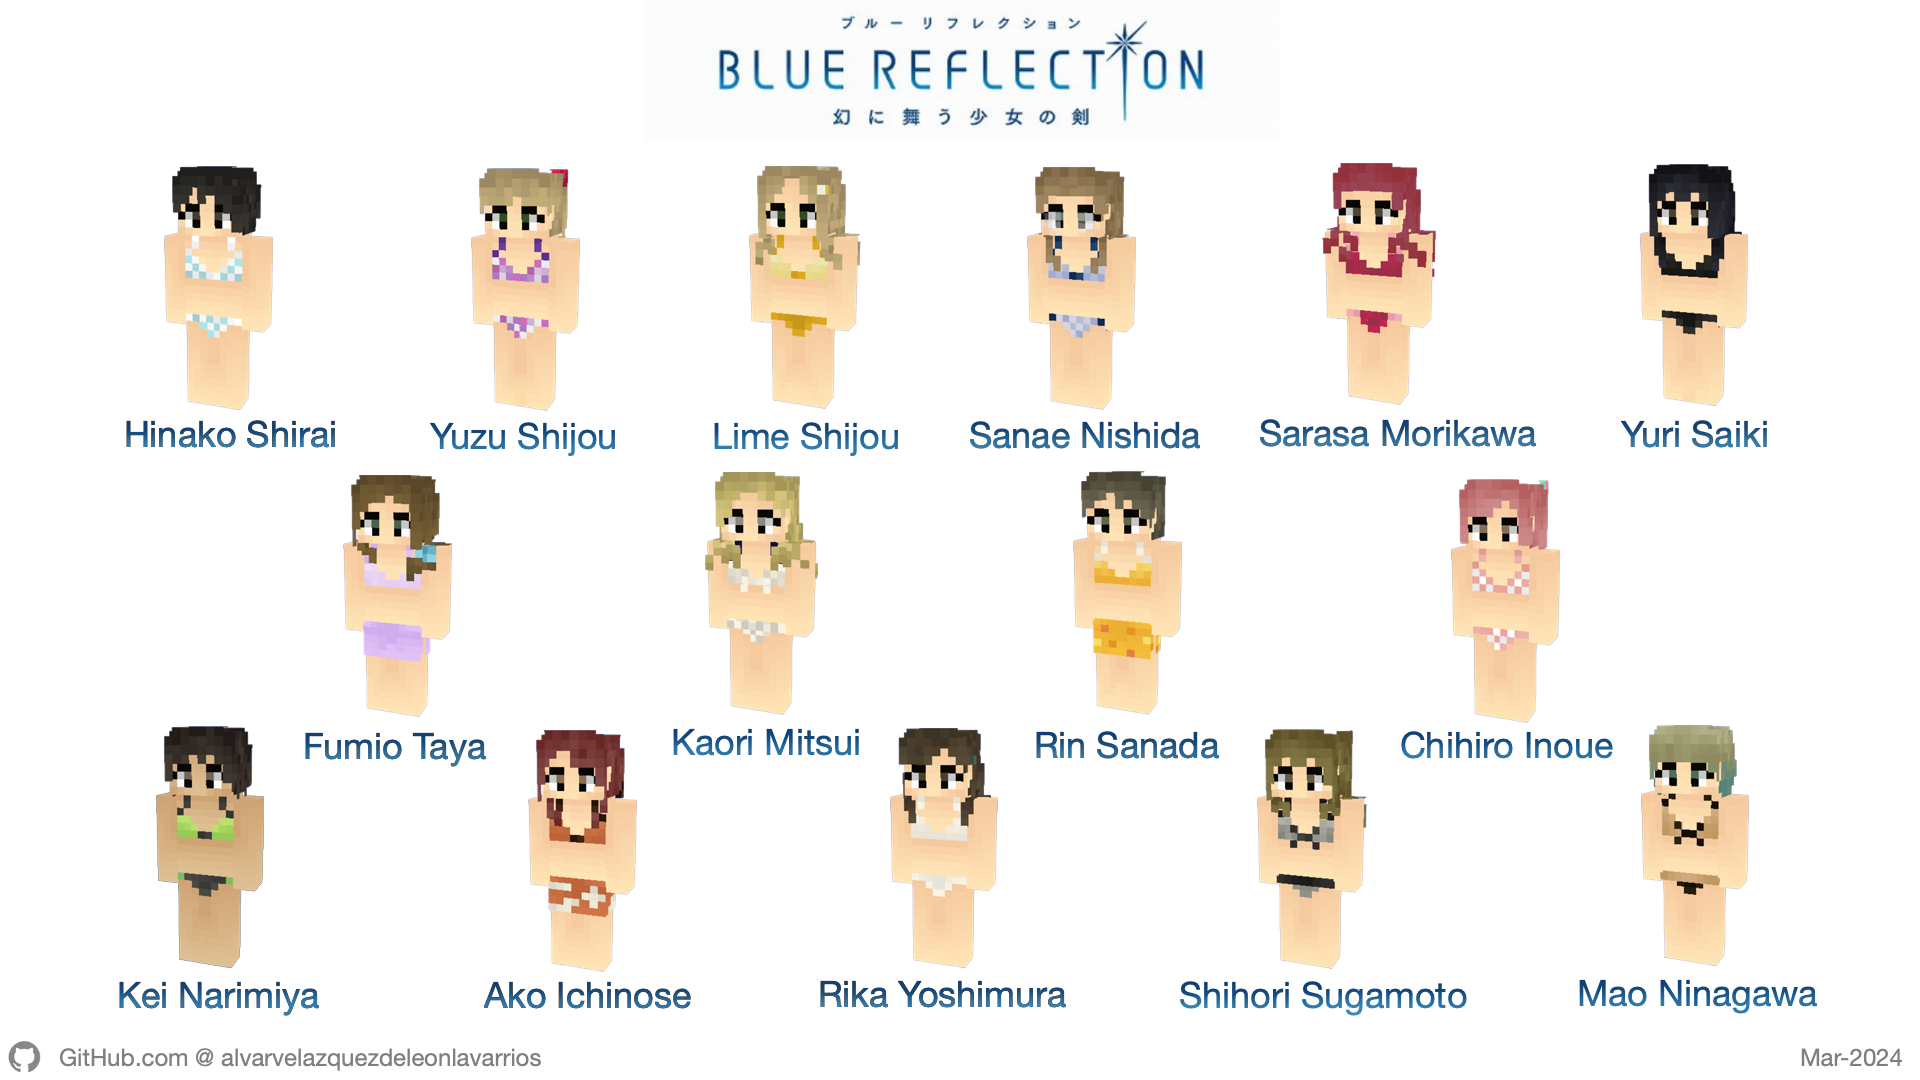 ブルー リフレクション
BLUE REFLECTION
幻に舞う少女の剣
Hinako Shirai
Yuzu Shijou
Lime Shijou
Sanae Nishida
Sarasa Morikawa
Yuri Saiki
Fumio Taya
Kaori Mitsui
Rin Sanada
Chihiro Inoue
Kei Narimiya
Ako Ichinose
Rika Yoshimura
Shihori Sugamoto
Mao Ninagawa
GitHub.com @ alvarvelazquezdeleonlavarrios
Mar-2024